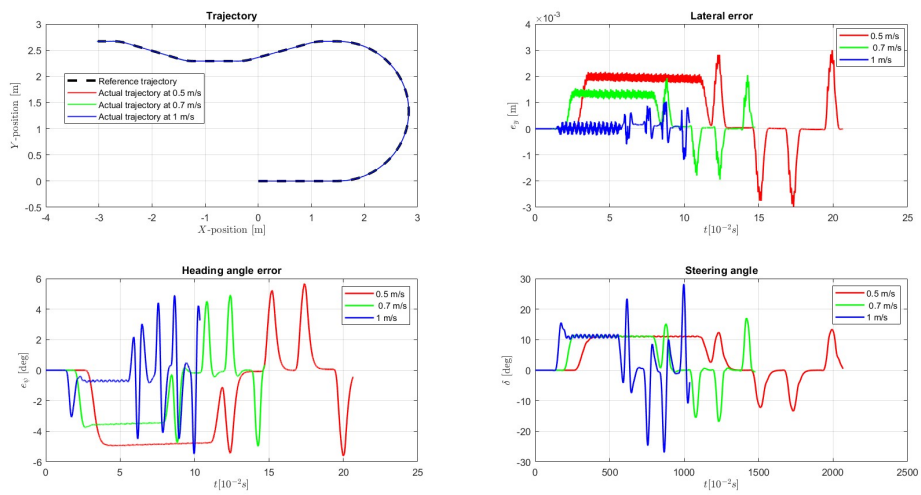 Trajectory
3
2.5
2
1.5
1
0.5
0
-0.5
Y-position [m]
Reference trajectory
Actual trajectory at 0.5 m/s
Actual trajectory at 0.7 m/s
Actual trajectory at 1 m/s
-4 -3 -2 -1 0 1 2 3
X-position [m]
Lateral error
×10⁻³
4
3
2
1
0
-1
-2
-3
e_B [m]
0.5 m/s
0.7 m/s
1 m/s
0 5 10 15 20 25
t[10⁻²s]
Heading angle error
6
4
2
0
-2
-4
-6
e_ψ [deg]
0.5 m/s
0.7 m/s
1 m/s
0 5 10 15 20 25
t[10⁻²s]
Steering angle
30
20
10
0
-10
-20
-30
δ [deg]
0.5 m/s
0.7 m/s
1 m/s
0 500 1000 1500 2000 2500
t[10⁻²s]